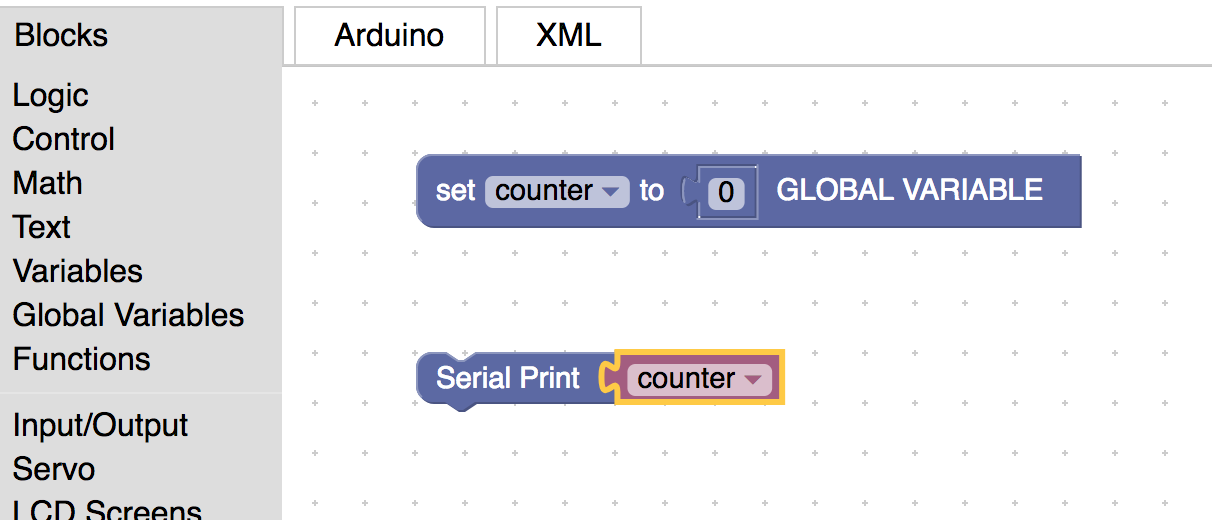 Blocks
Arduino
XML
Logic
Control
Math
Text
Variables
Global Variables
Functions
Input/Output
Servo
LCD Screens
set counter to 0 GLOBAL VARIABLE
Serial Print counter